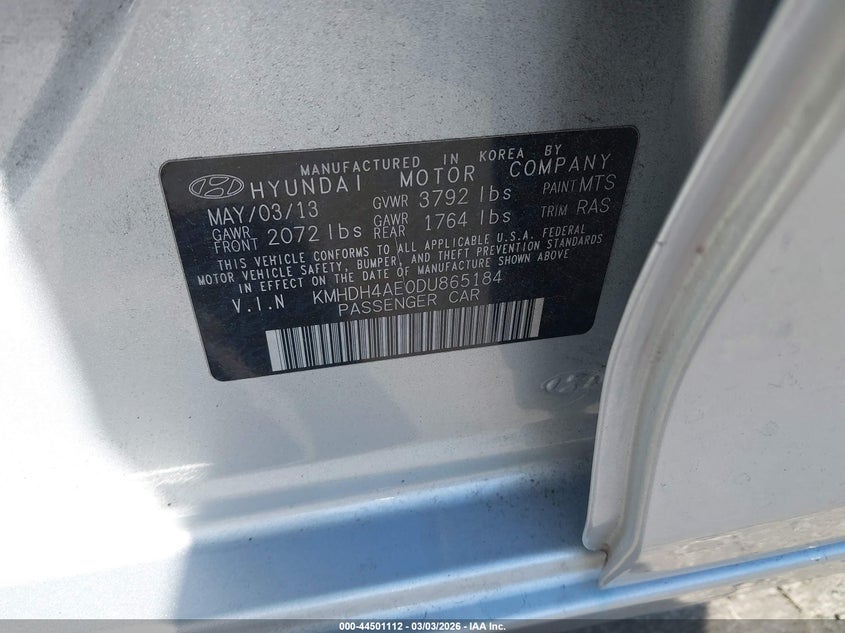 MANUFACTURED IN KOREA BY
HYUNDAI MOTOR COMPANY
MAY/03/13 GVWR 3792 lbs PAINT MTS
GAWR FRONT 2072 lbs GAWR REAR 1764 lbs TRIM RAS
THIS VEHICLE CONFORMS TO ALL APPLICABLE U.S.A. FEDERAL
MOTOR VEHICLE SAFETY, BUMPER, AND THEFT PREVENTION STANDARDS
IN EFFECT ON THE DATE OF MANUFACTURE SHOWN ABOVE
V.I.N KMHDH4AE0DU865184
PASSENGER CAR
000-44501112 - 03/03/2026 - IAA Inc.